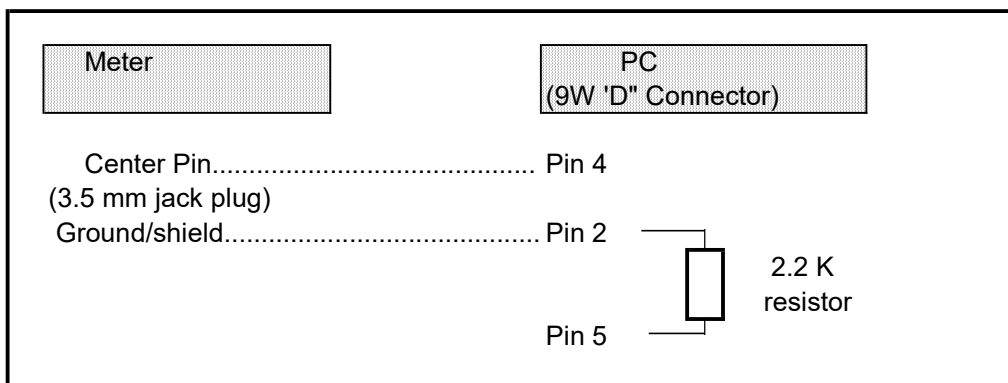 Meter
PC
(9W 'D" Connector)
Center Pin........................................... Pin 4
(3.5 mm jack plug)
Ground/shield.......................................... Pin 2
2.2 K
resistor
Pin 5